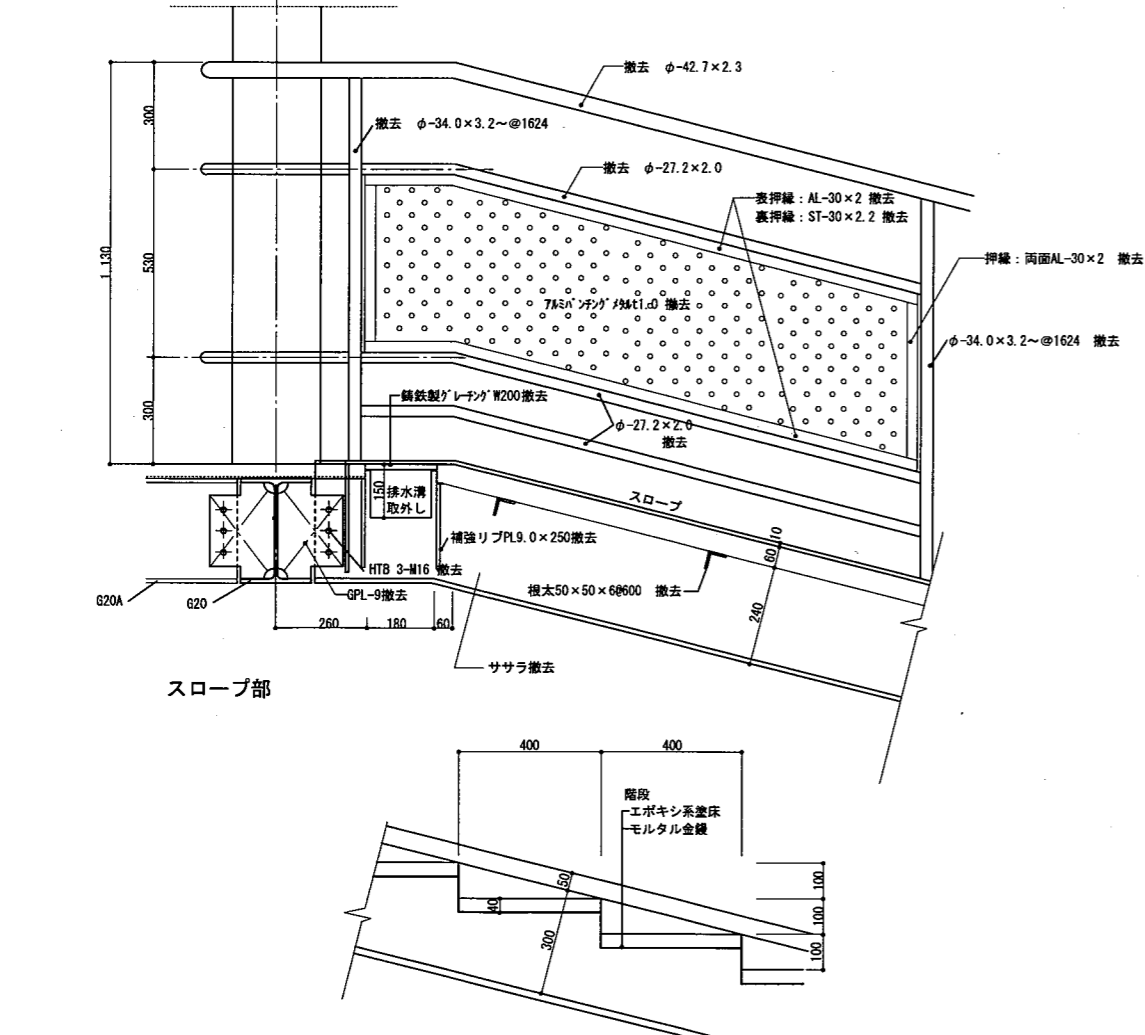 撤去 φ-42.7×2.3
300
撤去 φ-34.0×3.2～@1624
撤去 φ-27.2×2.0
表押縁：AL-30×2 撤去
裏押縁：ST-30×2.2 撤去
1,130
530
押縁：両面AL-30×2 撤去
アルミパンチングメタルt1.0 撤去
φ-34.0×3.2～@1624 撤去
鋳鉄製グレーチングW200撤去
300
φ-27.2×2.0
撤去
150
排水溝
取外し
スロープ
補強リブPL9.0×250撤去
10
60
HTB 3-M16 撤去
根太50×50×6@600 撤去
GPL-9撤去
G20A
G20
240
260
180
60
ササラ撤去
スロープ部
400
400
階段
エポキシ系塗床
モルタル金鏝
50
40
300
100
100
100